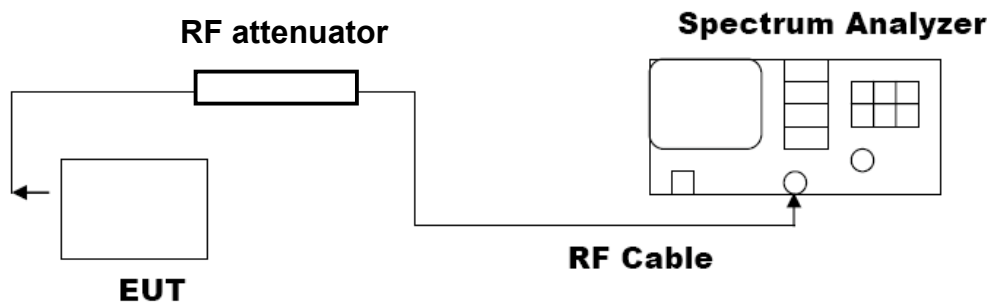 RF attenuator
Spectrum Analyzer
RF Cable
EUT